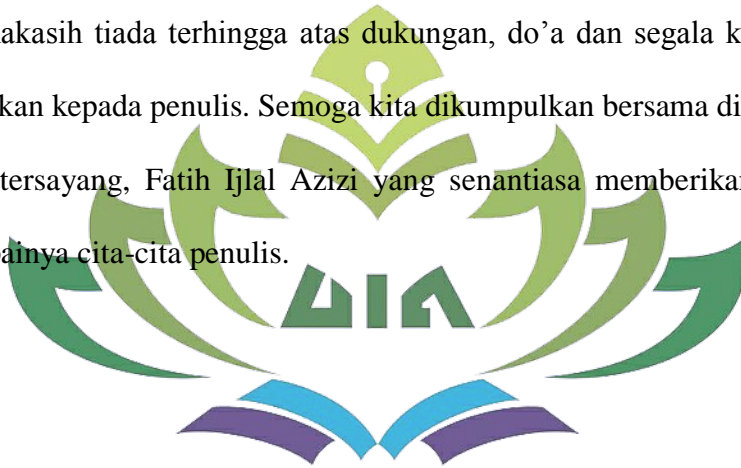 akasih tiada terhingga atas dukungan, do’a dan segala k
kan kepada penulis. Semoga kita dikumpulkan bersama di
tersayang, Fatih Ijlal Azizi yang senantiasa memberikan
ainya cita-cita penulis.
UIN